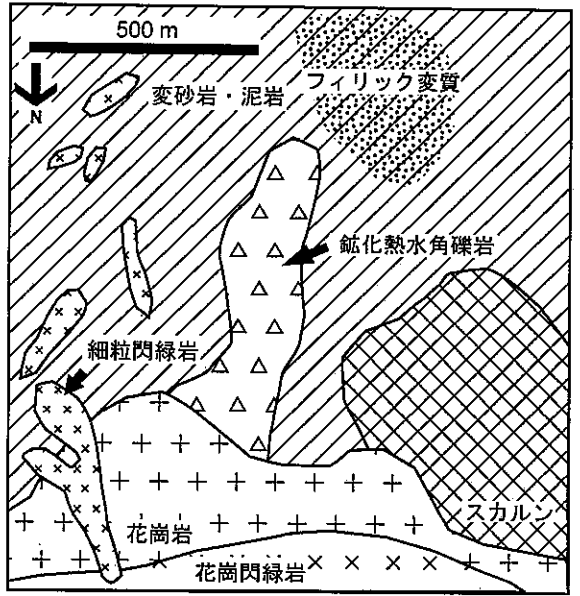 500 m
N
変砂岩・泥岩
フィリック変質
鉱化熱水角礫岩
細粒閃緑岩
スカルン
花崗岩
花崗閃緑岩